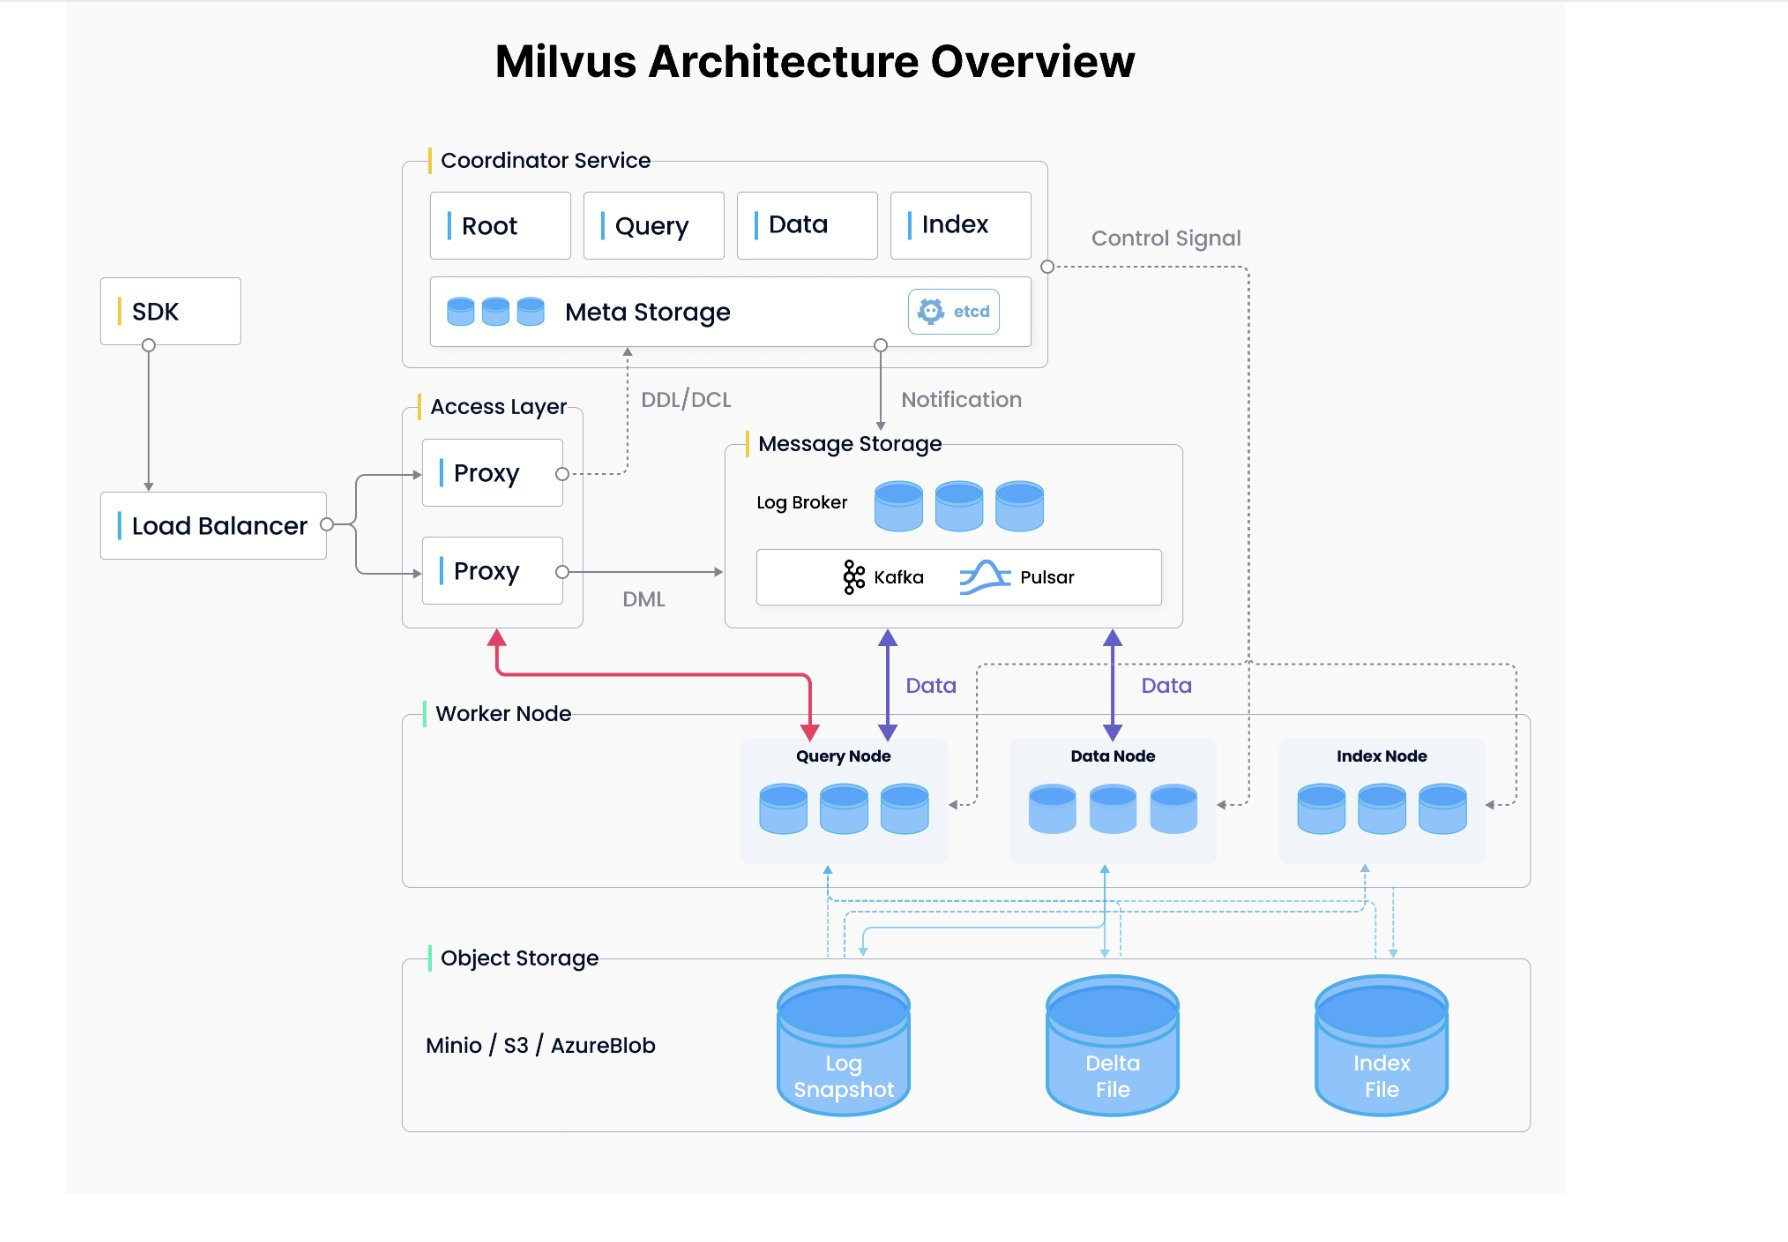 Milvus Architecture Overview
Coordinator Service
Root
Query
Data
Index
Control Signal
SDK
Meta Storage
etcd
DDL/DCL
Notification
Access Layer
Message Storage
Proxy
Log Broker
Load Balancer
Proxy
Kafka
Pulsar
DML
Data
Data
Worker Node
Query Node
Data Node
Index Node
Object Storage
Minio / S3 / AzureBlob
Log
Snapshot
Delta
File
Index
File